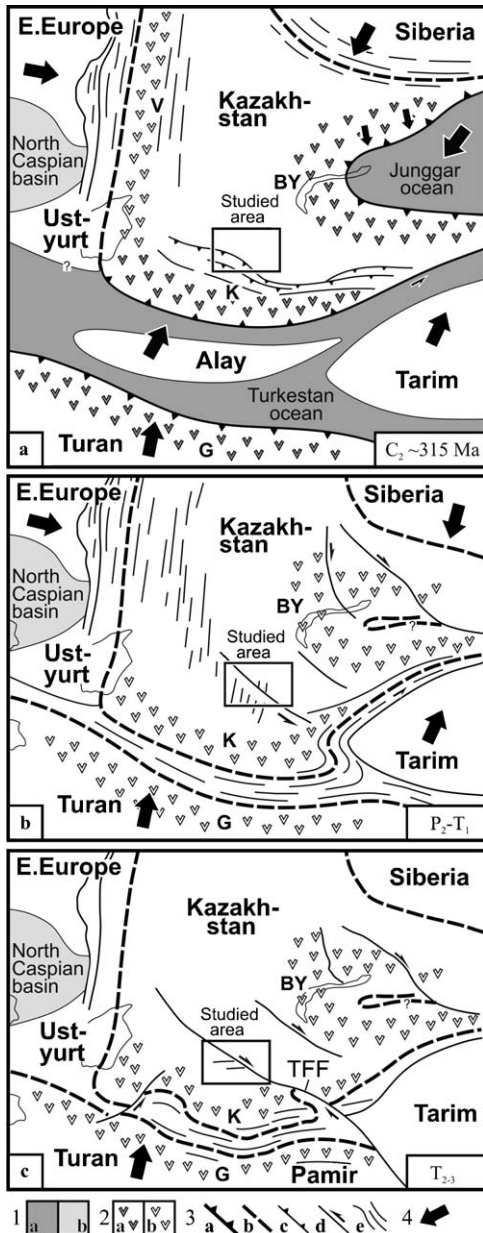 E.Europe
Siberia
Kazakh-
stan
V
North
Caspian
basin
Junggar
ocean
BY
Ust-
yurt
Studied
area
?
K
Alay
Tarim
Turkestan
ocean
Turan
G
a
C₂ ~315 Ma
E.Europe
Siberia
Kazakh-
stan
North
Caspian
basin
BY
?
Studied
area
Ust-
yurt
K
Tarim
Turan
G
b
P₂-T₁
E.Europe
Siberia
Kazakh-
stan
North
Caspian
basin
BY
?
Studied
area
Ust-
yurt
TFF
K
Tarim
Turan
G
Pamir
c
T₂₋₃
1 a b 2 a b 3 a b c d e 4